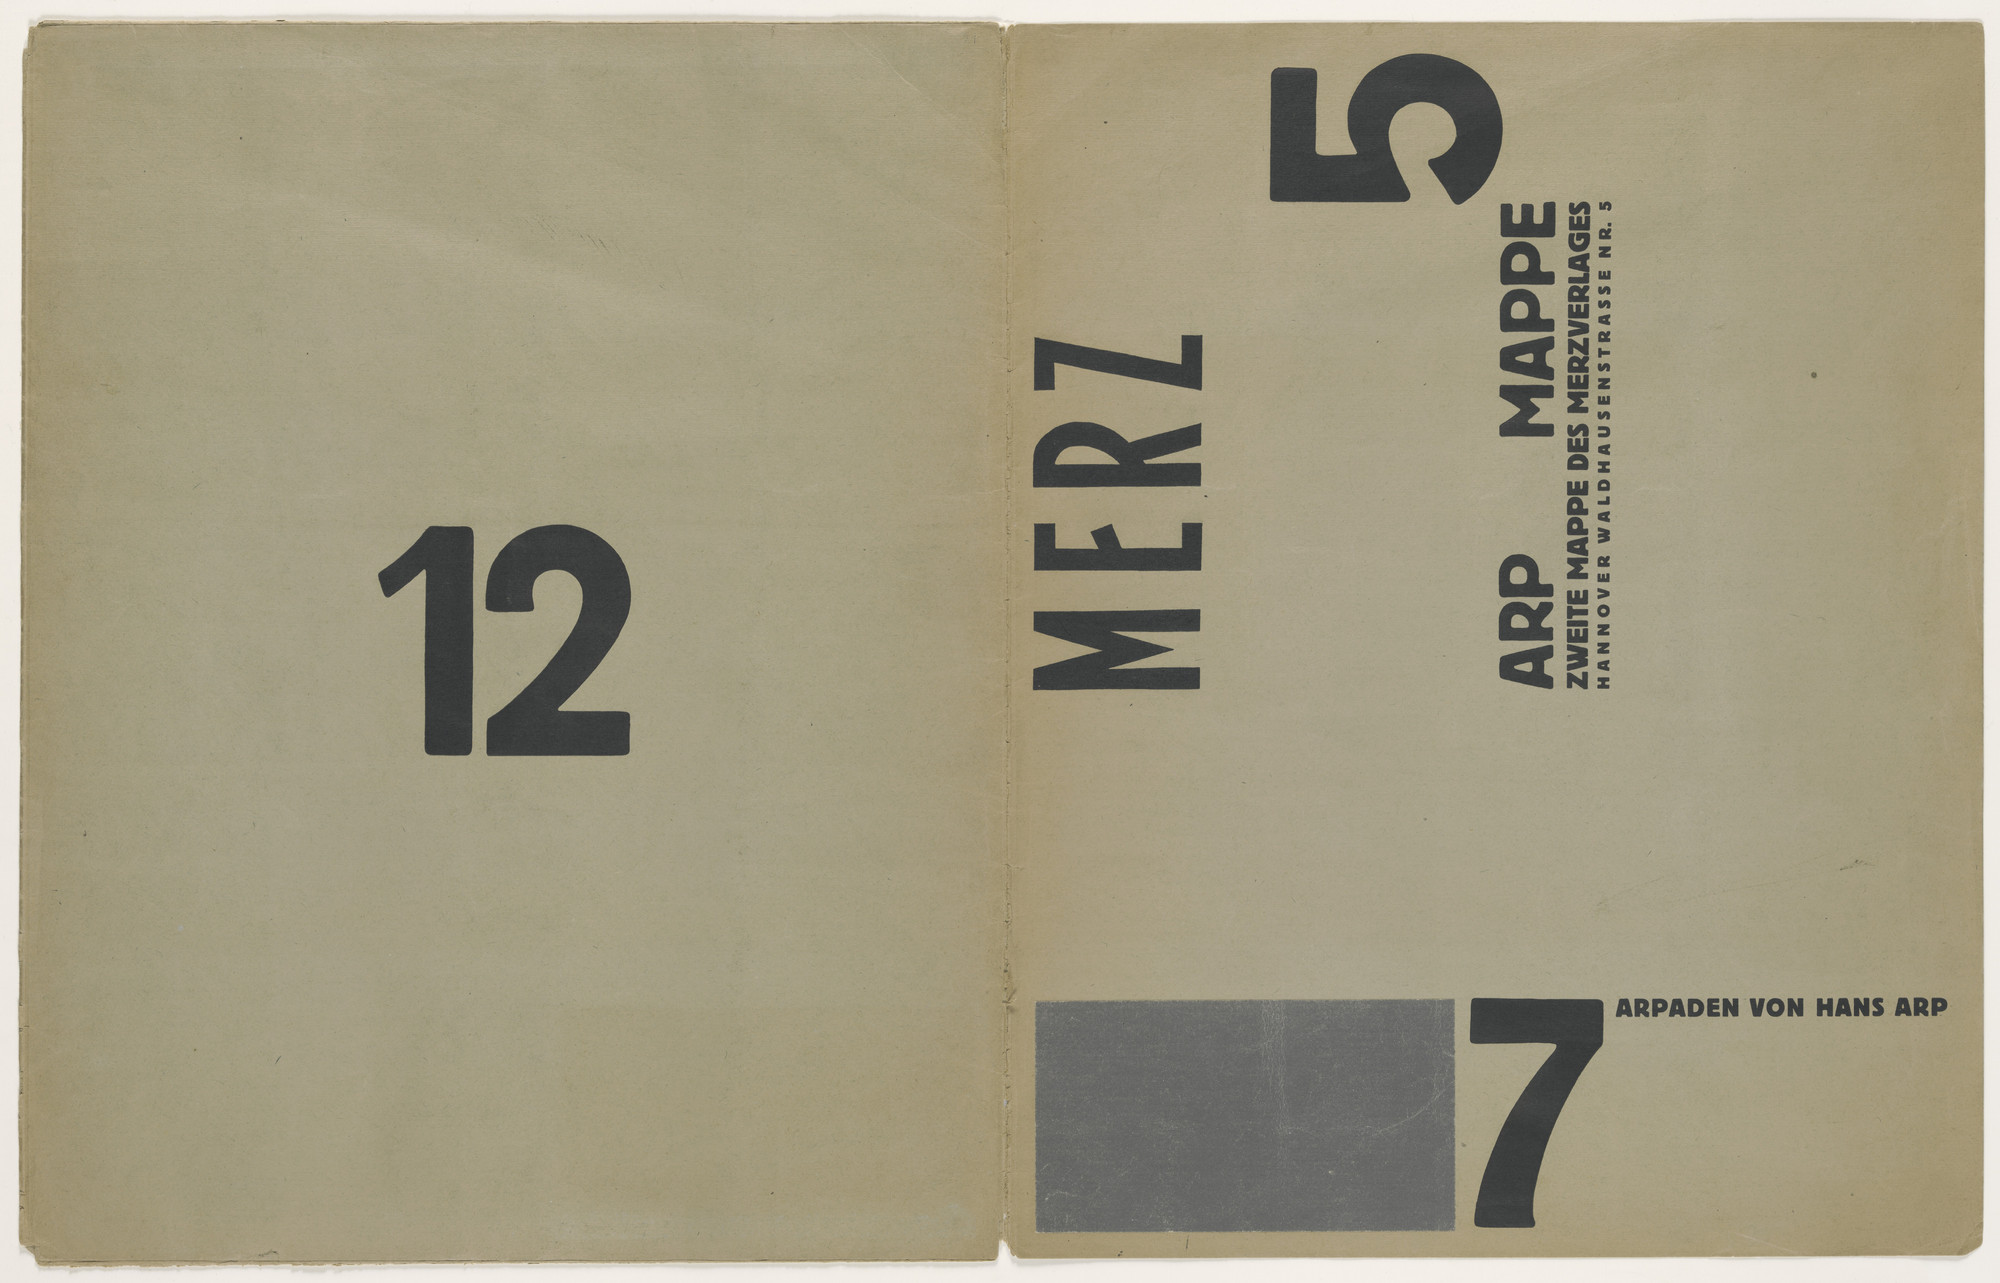 12
MERZ
5
ARP MAPPE
ZWEITE MAPPE DES MERZVERLAGES
HANNOVER WALDHAUSENSTRASSE NR. 5
7
ARPADEN VON HANS ARP